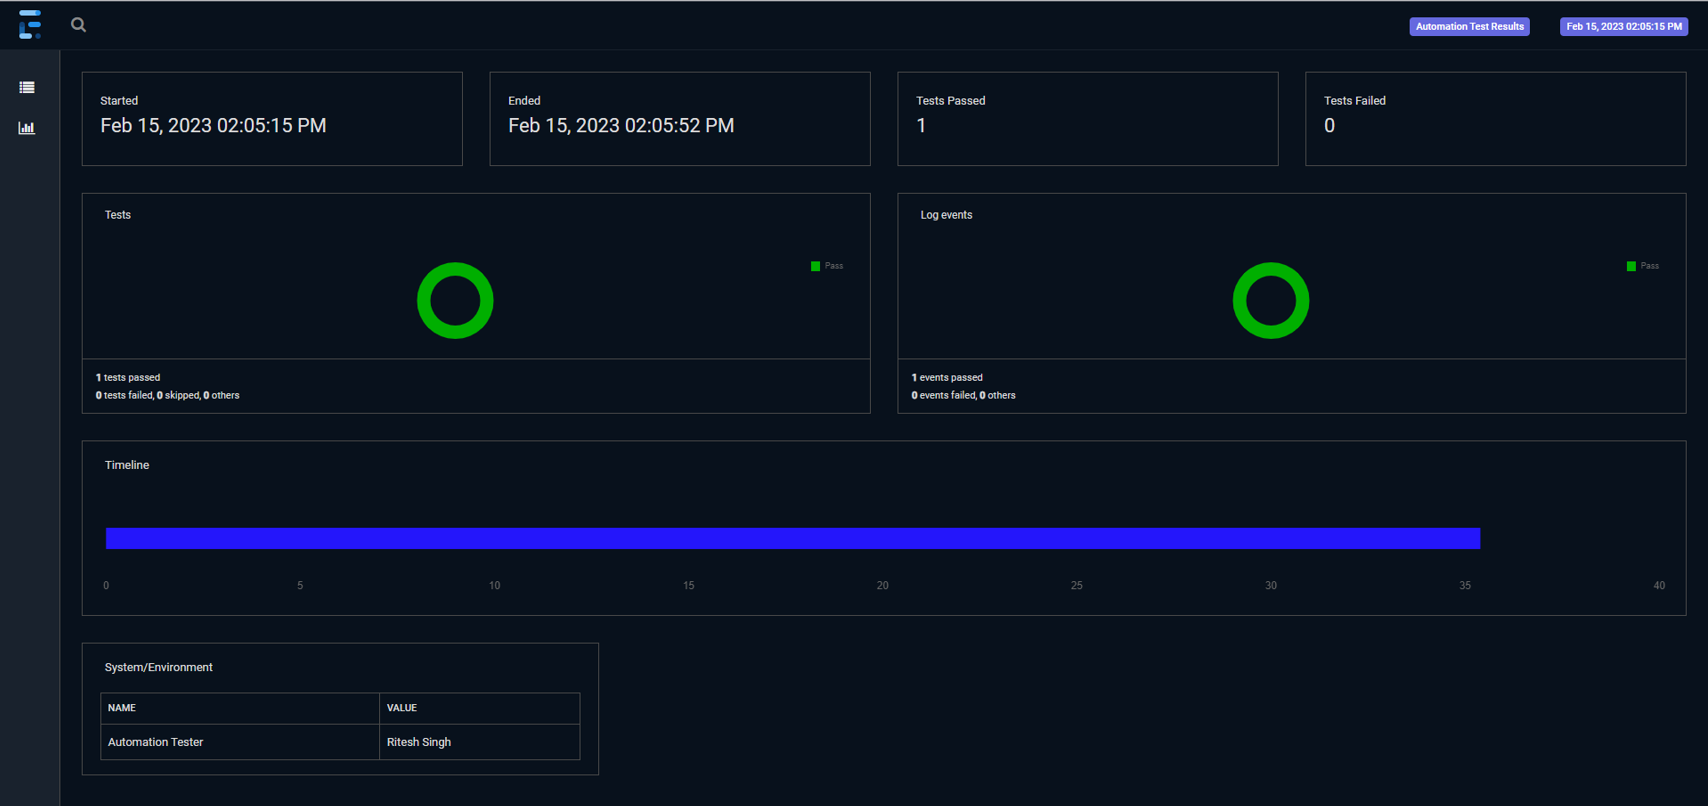 Automation Test Results
Feb 15, 2023 02:05:15 PM
Started
Feb 15, 2023 02:05:15 PM
Ended
Feb 15, 2023 02:05:52 PM
Tests Passed
1
Tests Failed
0
Tests
Pass
1 tests passed
0 tests failed, 0 skipped, 0 others
Log events
Pass
1 events passed
0 events failed, 0 others
Timeline
0 5 10 15 20 25 30 35 40
System/Environment
NAME VALUE
Automation Tester Ritesh Singh